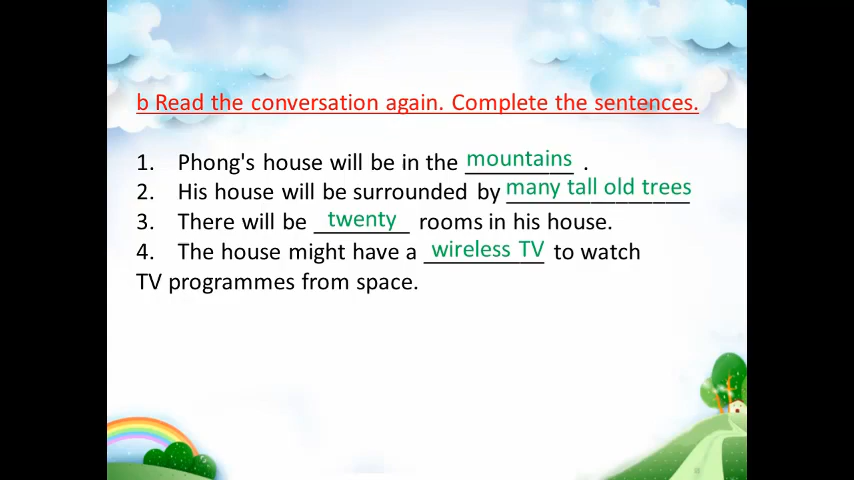 b Read the conversation again. Complete the sentences.
1. Phong's house will be in the mountains .
2. His house will be surrounded by many tall old trees
3. There will be twenty rooms in his house.
4. The house might have a wireless TV to watch
TV programmes from space.